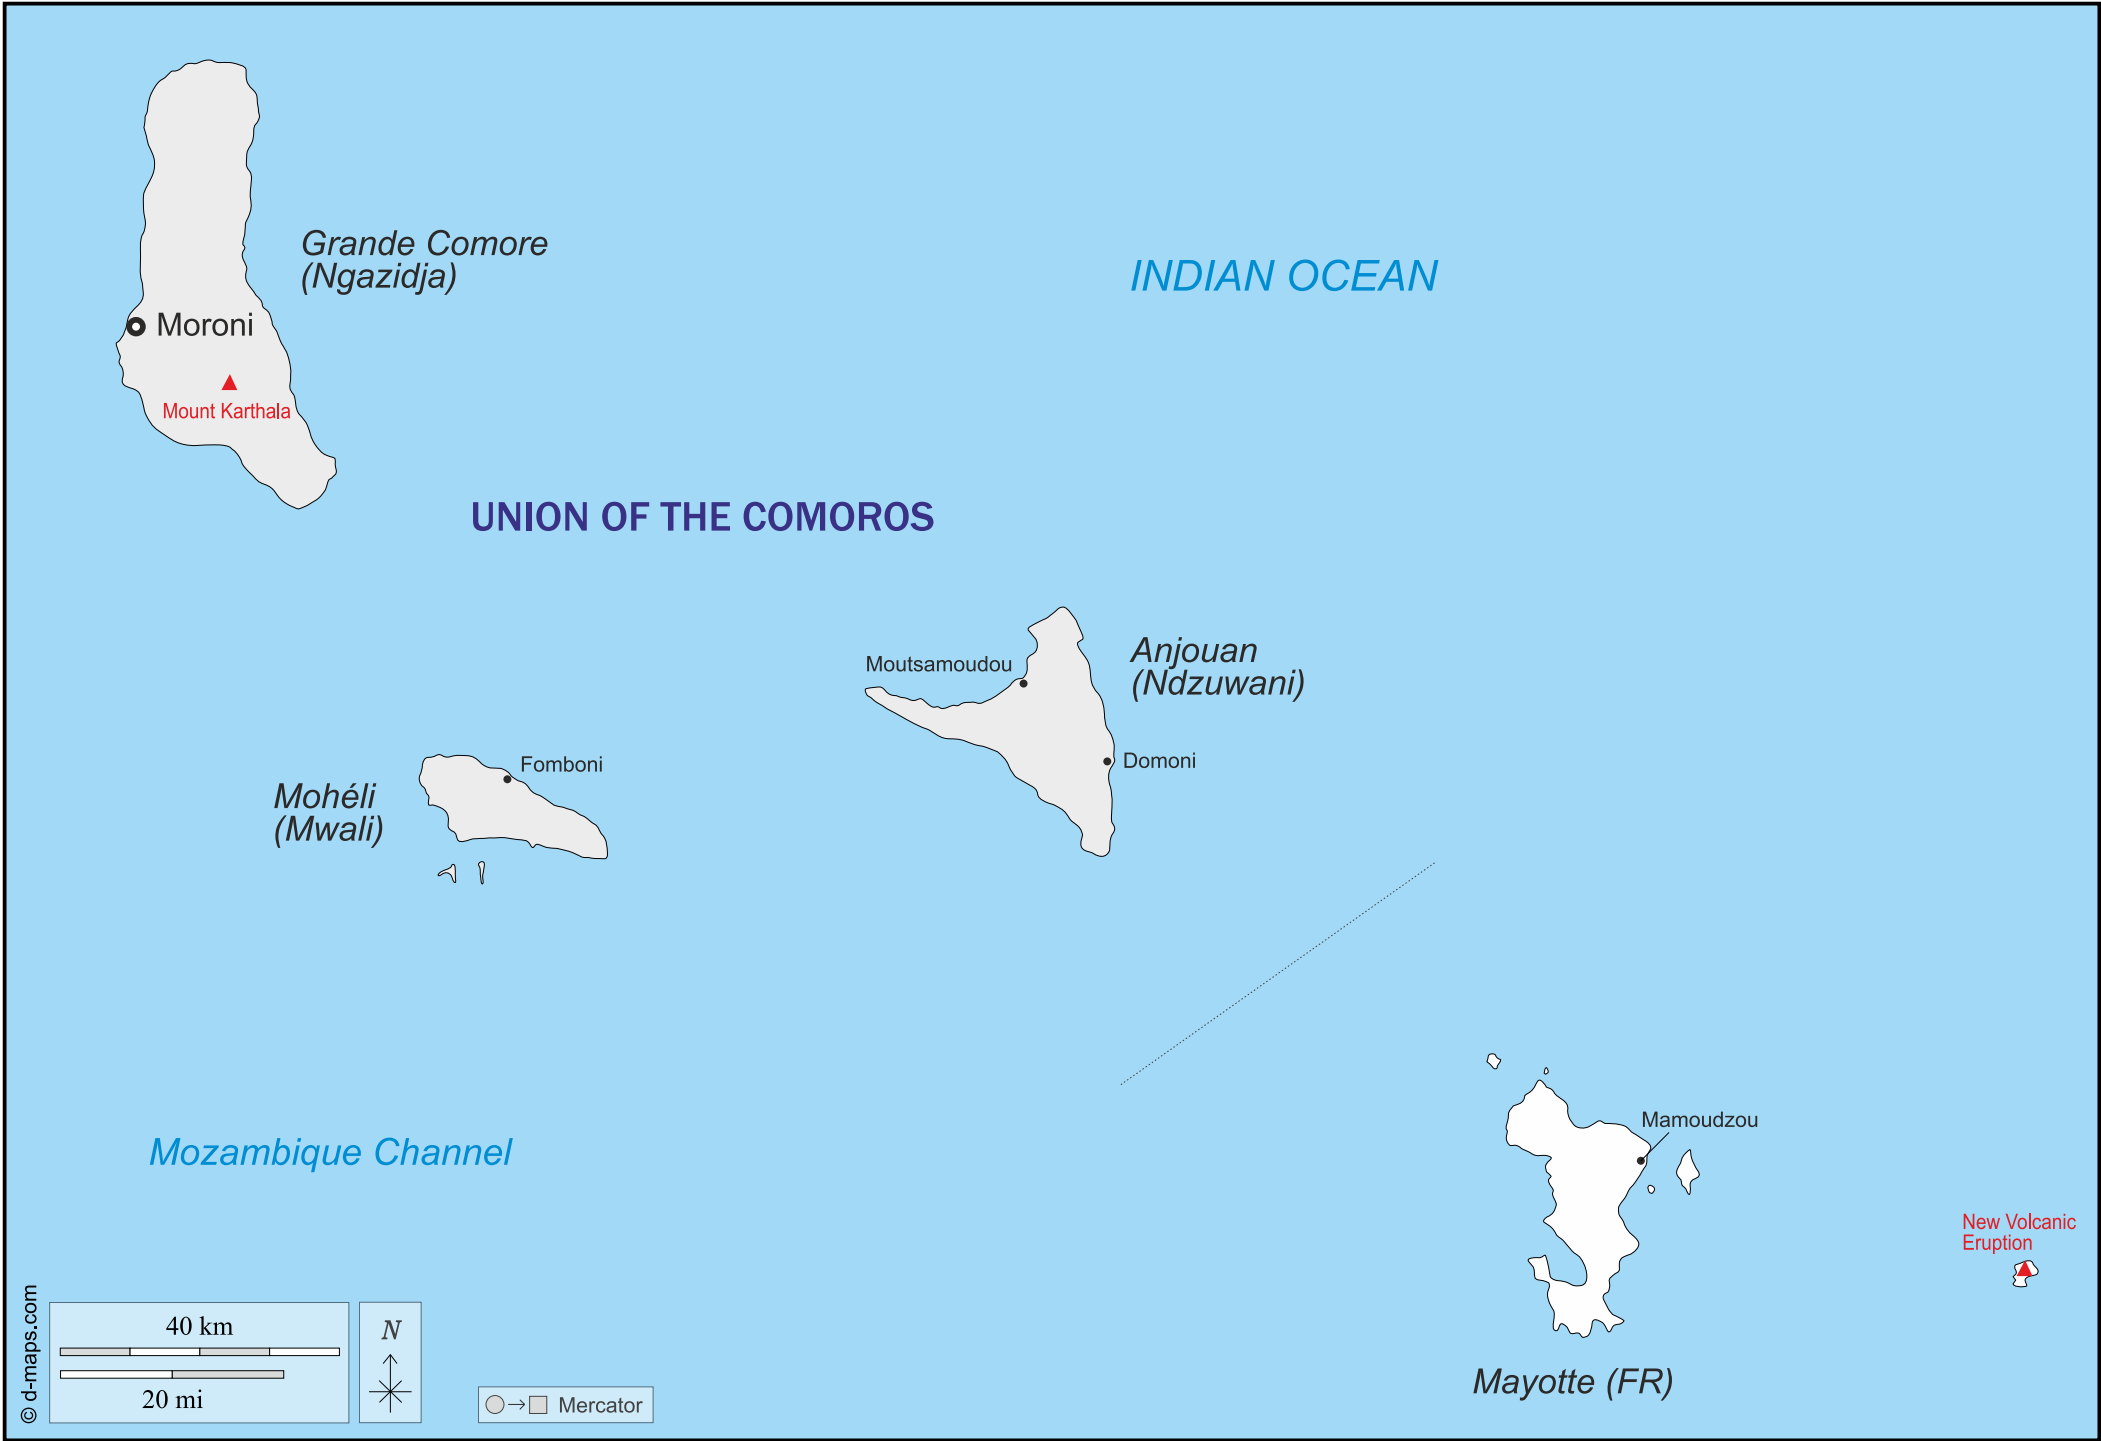 Grande Comore
(Ngazidja)
INDIAN OCEAN
Moroni
Mount Karthala
UNION OF THE COMOROS
Moutsamoudou
Anjouan
(Ndzuwani)
Domoni
Fomboni
Mohéli
(Mwali)
Mozambique Channel
Mamoudzou
New Volcanic
Eruption
Mayotte (FR)
© d-maps.com
40 km
20 mi
N
Mercator